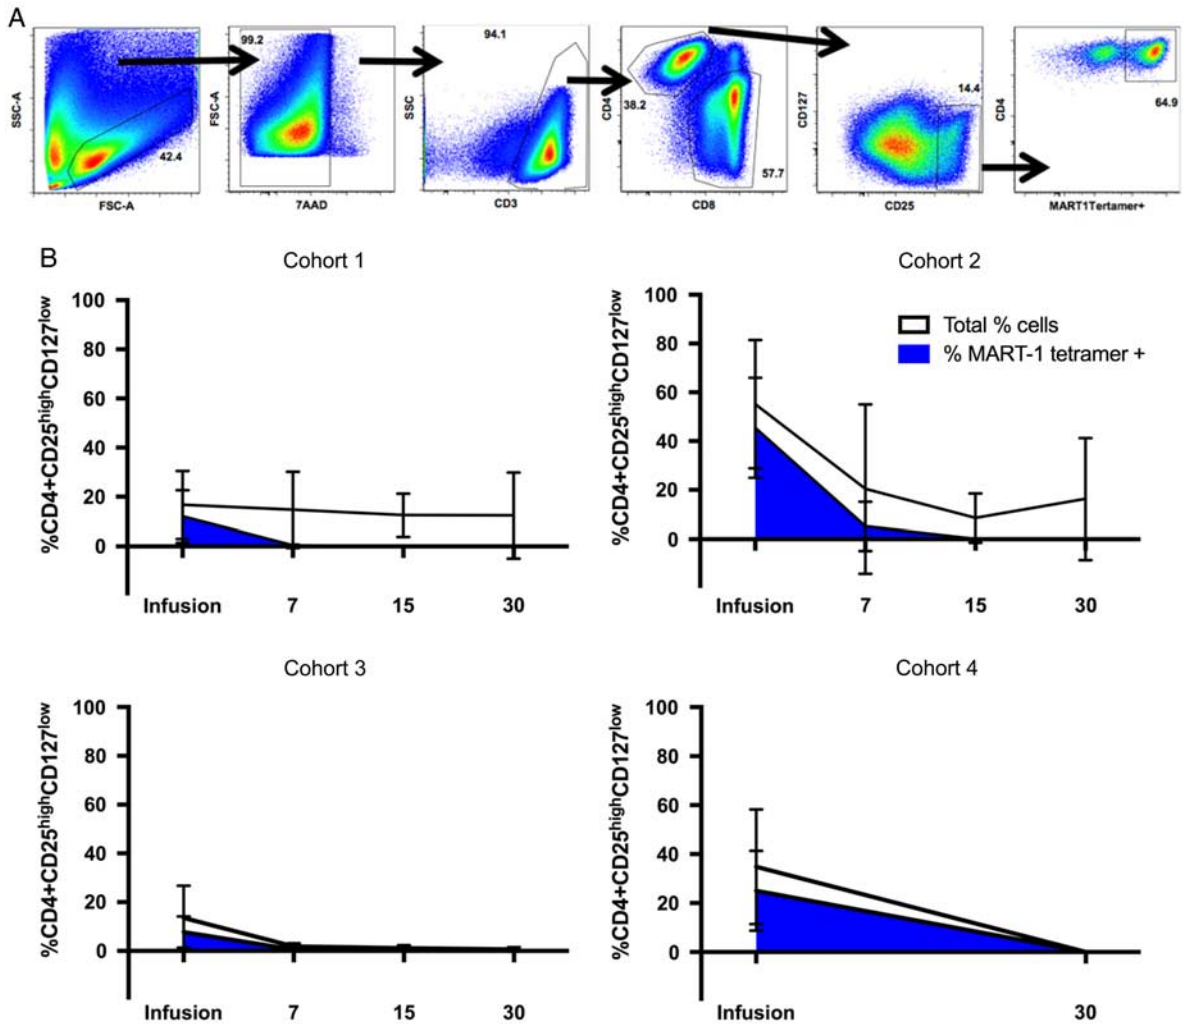 A
SSC-A
42.4
FSC-A
99.2
FSC-A
7AAD
94.1
SSC
CD3
CD4
38.2
57.7
CD8
CD127
14.4
CD25
CD4
64.9
MART1Tertamer+
B
Cohort 1
%CD4+CD25highCD127low
100
80
60
40
20
0
Infusion 7 15 30
Cohort 2
%CD4+CD25highCD127low
100
80
60
40
20
0
Total % cells
% MART-1 tetramer +
Infusion 7 15 30
Cohort 3
%CD4+CD25highCD127low
100
80
60
40
20
0
Infusion 7 15 30
Cohort 4
%CD4+CD25highCD127low
100
80
60
40
20
0
Infusion 30